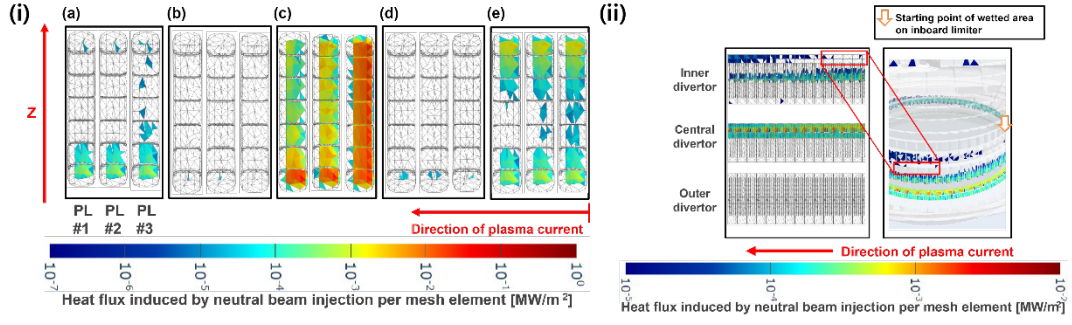 (i)
(a)
(b)
(c)
(d)
(e)
Z
PL
#1
PL
#2
PL
#3
Direction of plasma current
10⁻⁷
10⁻⁶
10⁻⁵
10⁻⁴
10⁻³
10⁻²
10⁻¹
10⁰
Heat flux induced by neutral beam injection per mesh element [MW/m²]
(ii)
Starting point of wetted area
on inboard limiter
Inner
divertor
Central
divertor
Outer
divertor
Direction of plasma current
10⁻⁵
10⁻⁴
10⁻³
10⁻²
Heat flux induced by neutral beam injection per mesh element [MW/m²]